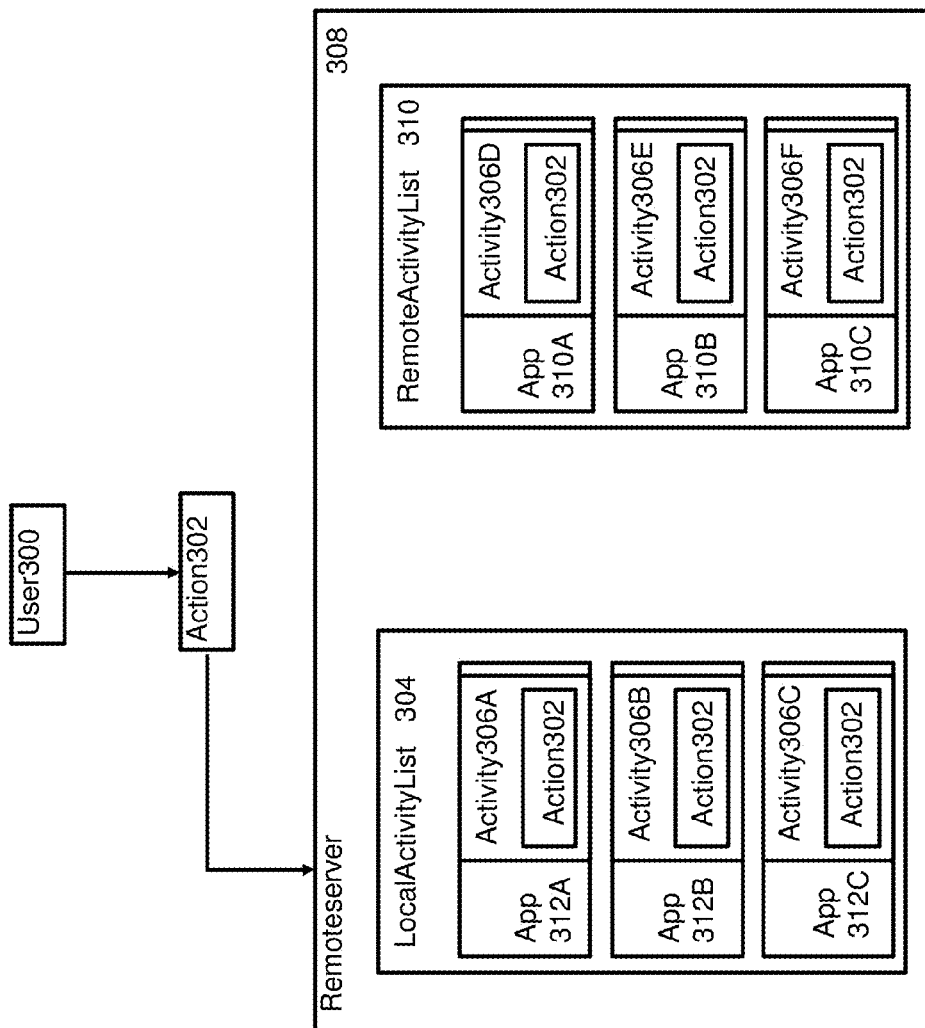 User300
Action302
Remoteserver 308
LocalActivityList 304
App
312A
Activity306A
Action302
App
312B
Activity306B
Action302
App
312C
Activity306C
Action302
RemoteActivityList 310
App
310A
Activity306D
Action302
App
310B
Activity306E
Action302
App
310C
Activity306F
Action302